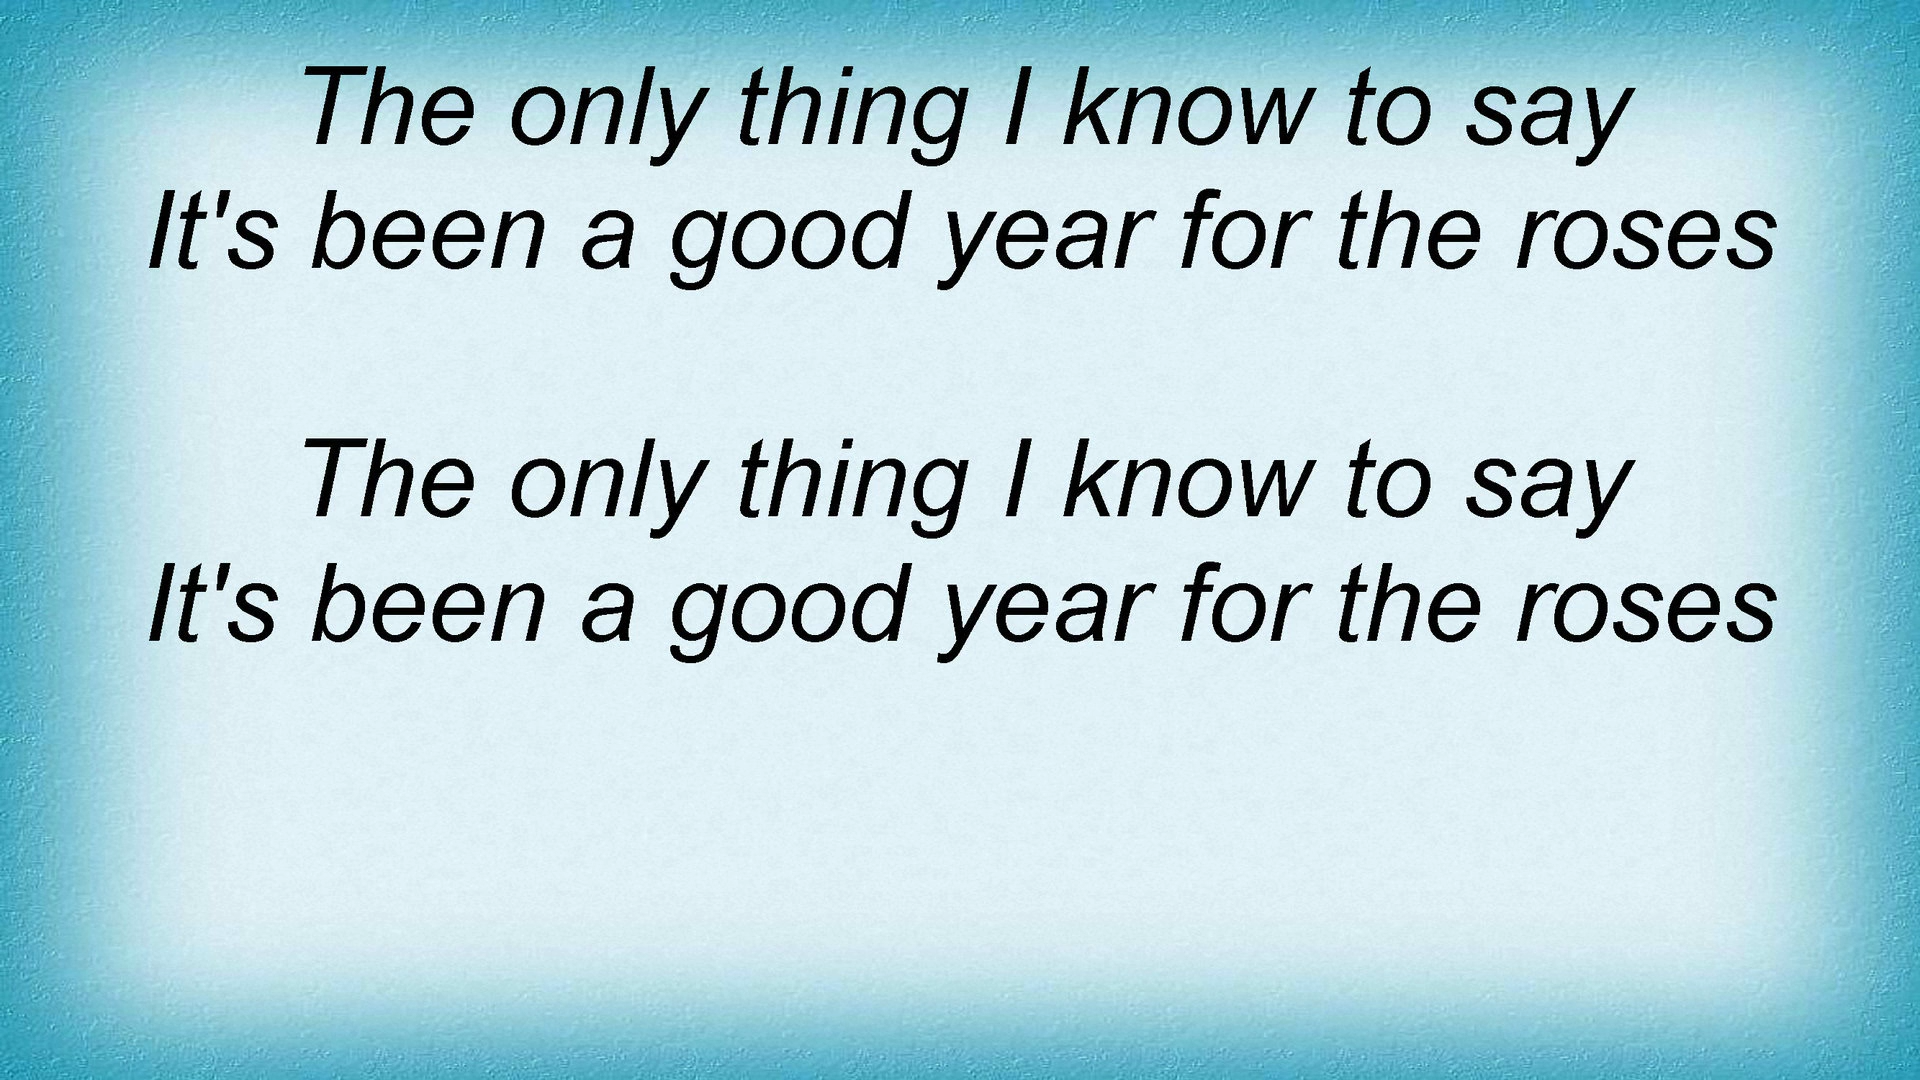 The only thing I know to say
It's been a good year for the roses
The only thing I know to say
It's been a good year for the roses